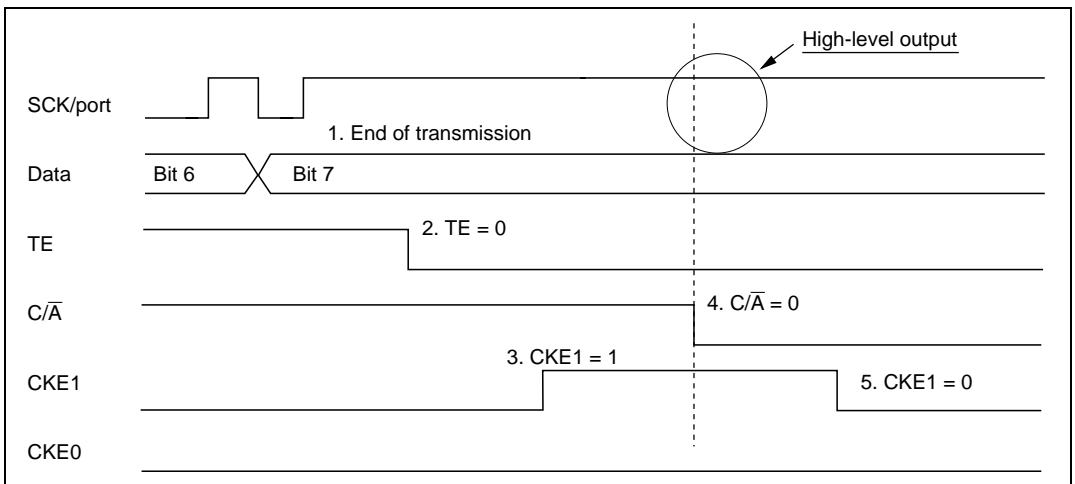 High-level output
SCK/port
1. End of transmission
Data
Bit 6
Bit 7
TE
2. TE = 0
C/A̅
4. C/A̅ = 0
3. CKE1 = 1
CKE1
5. CKE1 = 0
CKE0